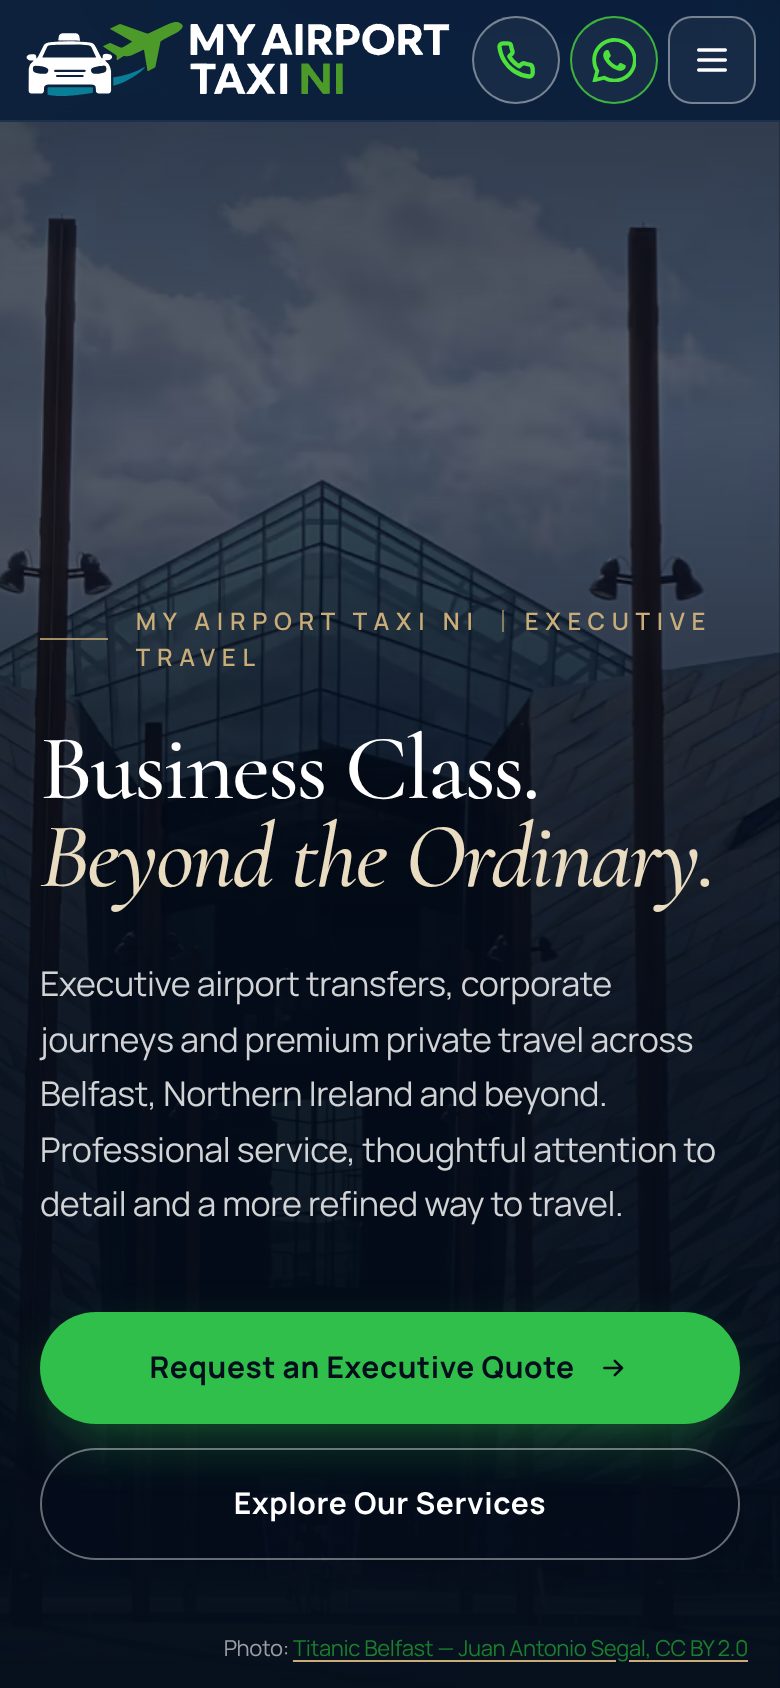 MY AIRPORT
TAXI NI
MY AIRPORT TAXI NI | EXECUTIVE
TRAVEL
Business Class.
Beyond the Ordinary.
Executive airport transfers, corporate
journeys and premium private travel across
Belfast, Northern Ireland and beyond.
Professional service, thoughtful attention to
detail and a more refined way to travel.
Request an Executive Quote →
Explore Our Services
Photo: Titanic Belfast — Juan Antonio Segal, CC BY 2.0